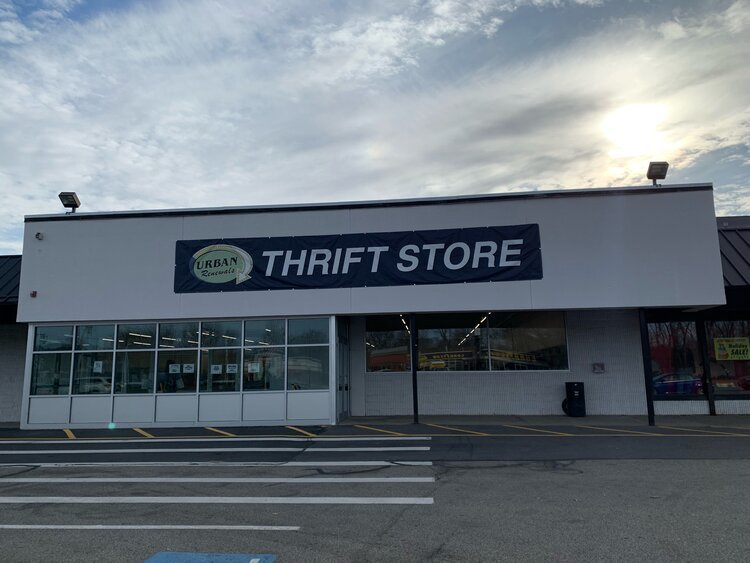 URBAN
Renewals
THRIFT STORE
SALE!